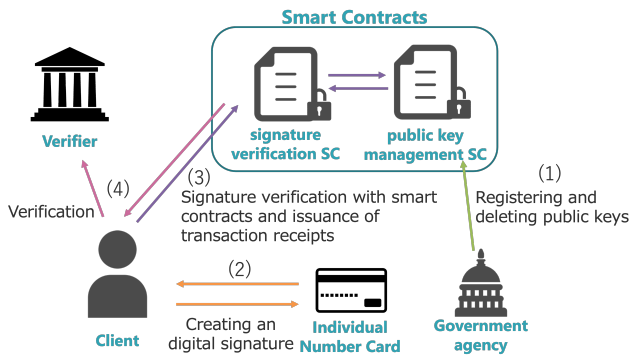 Smart Contracts
signature
verification SC
public key
management SC
Verifier
(1)
(4)
(3)
Verification
Signature verification with smart
contracts and issuance of
transaction receipts
Registering and
deleting public keys
(2)
Client
Creating an
digital signature
Individual
Number Card
Government
agency